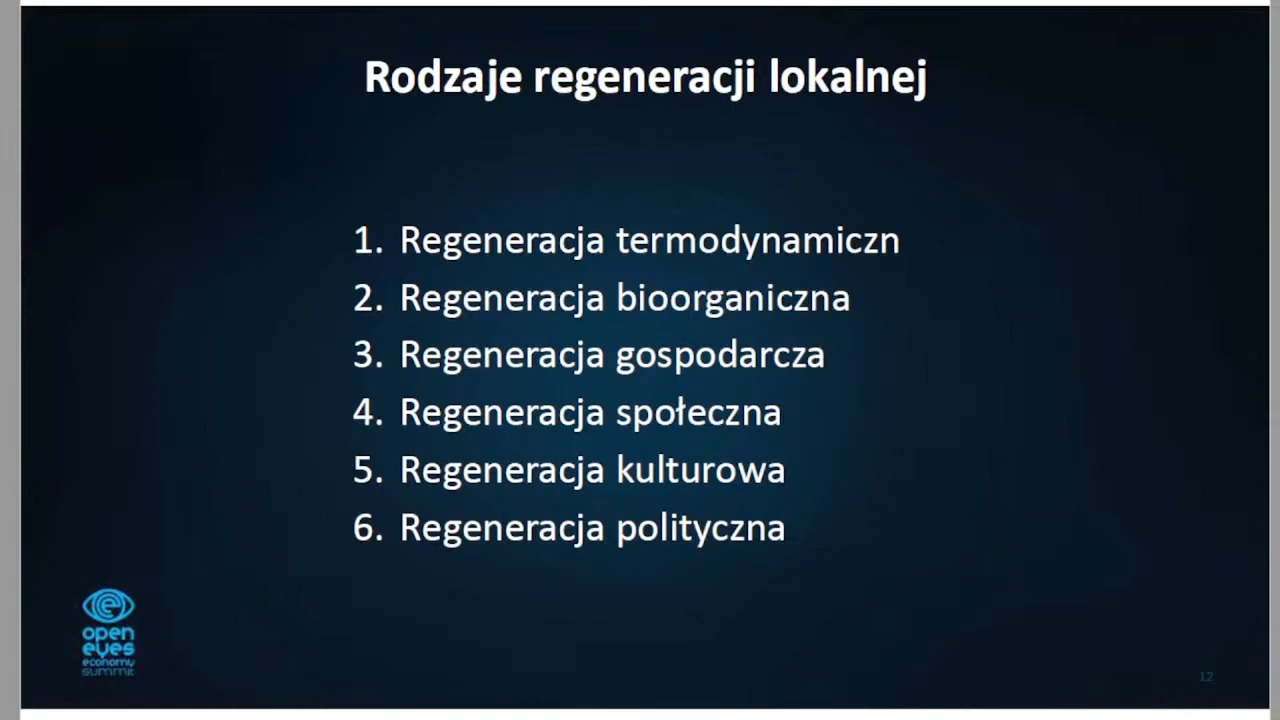 Rodzaje regeneracji lokalnej
1. Regeneracja termodynamiczn
2. Regeneracja bioorganiczna
3. Regeneracja gospodarcza
4. Regeneracja społeczna
5. Regeneracja kulturowa
6. Regeneracja polityczna
open
eyes
economy
summit
12